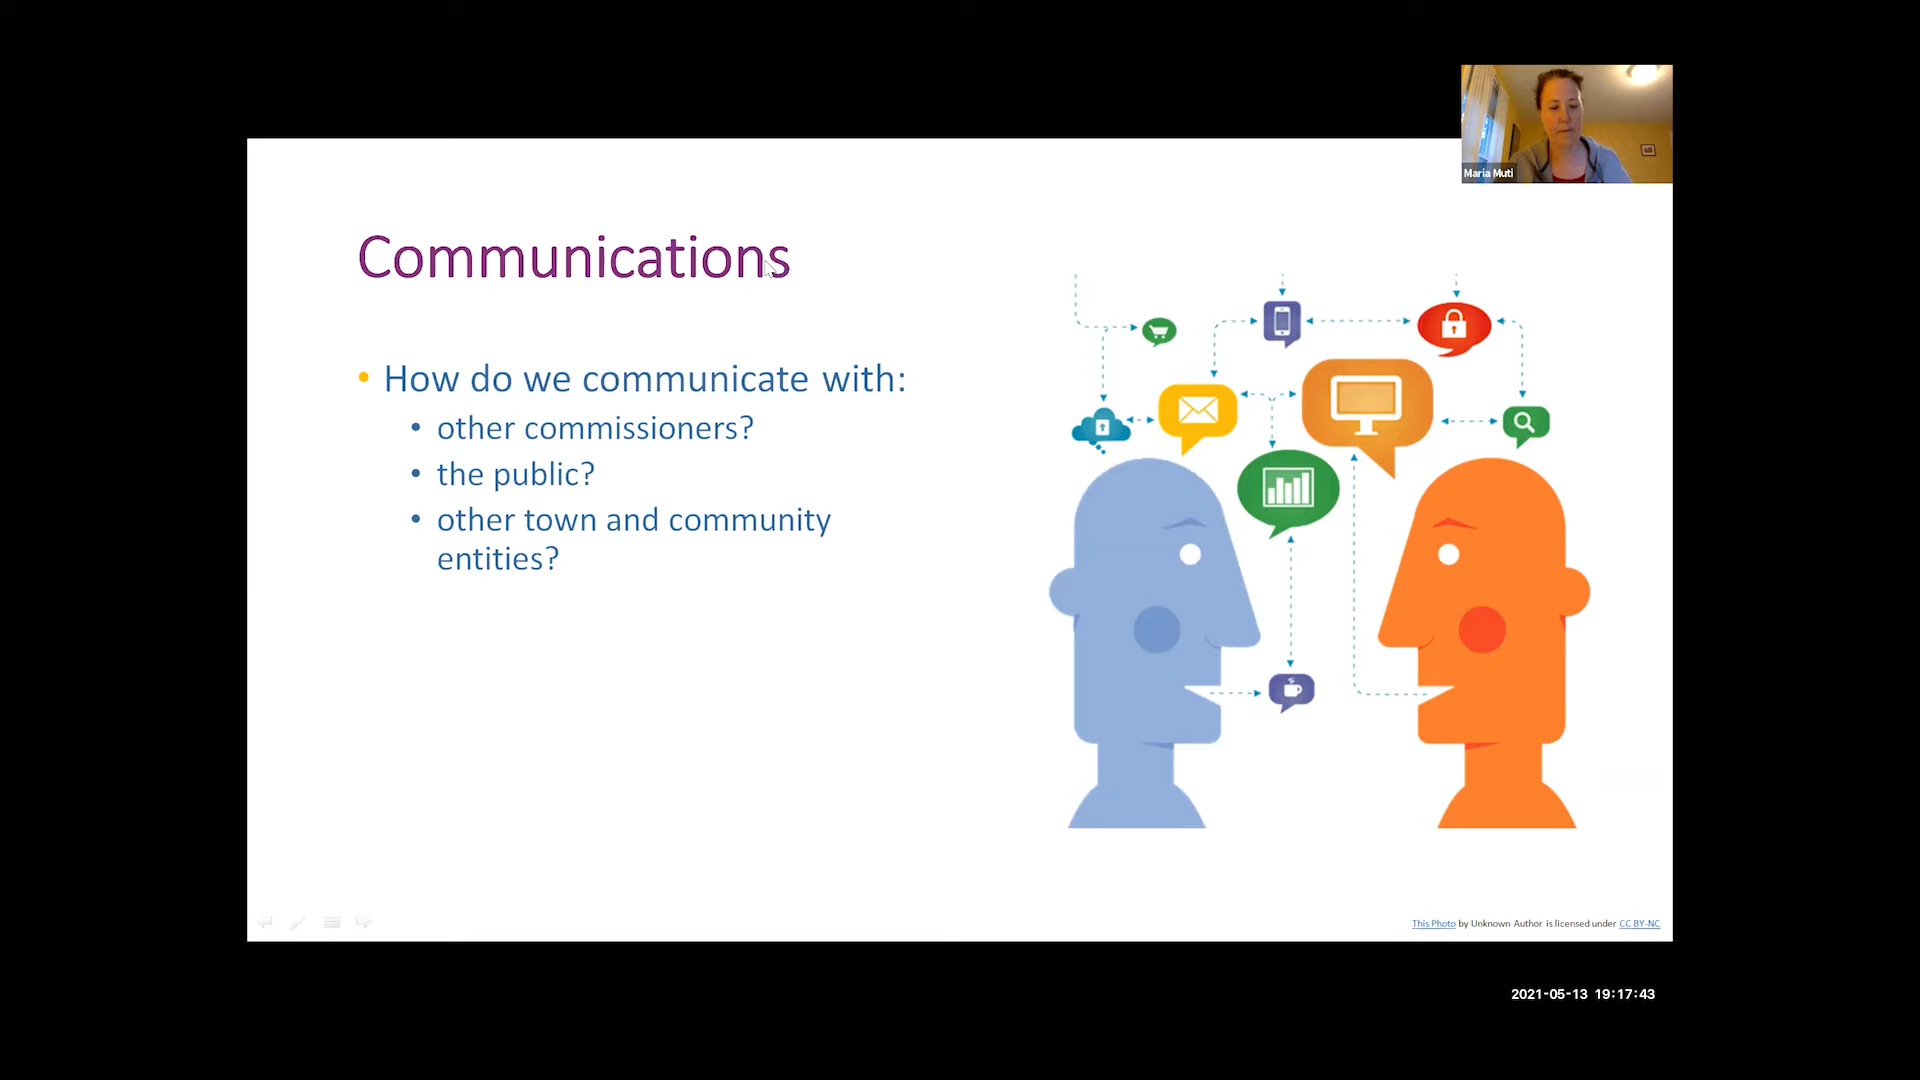 Maria Muti
Communications
• How do we communicate with:
• other commissioners?
• the public?
• other town and community
entities?
This Photo by Unknown Author is licensed under CC BY-NC
2021-05-13 19:17:43